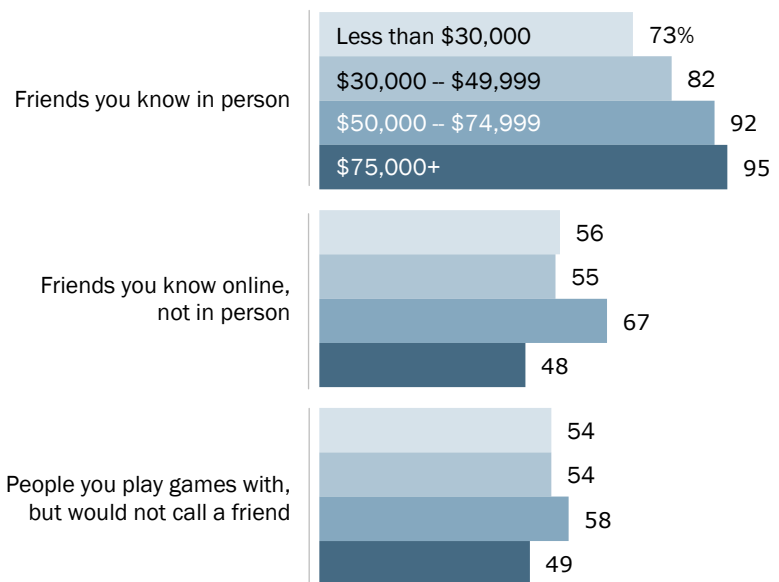 Less than $30,000 73%
$30,000 -- $49,999 82
Friends you know in person
$50,000 -- $74,999 92
$75,000+ 95
56
55
Friends you know online,
not in person
67
48
54
54
People you play games with,
but would not call a friend
58
49